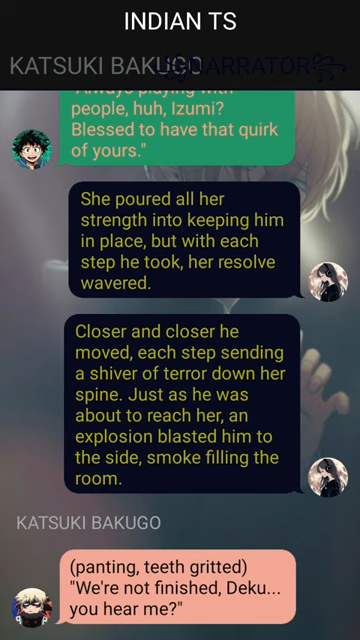 INDIAN TS
KATSUKI BAKUGO
NARRATOR
"Always playing with
people, huh, Izumi?
Blessed to have that quirk
of yours."
She poured all her
strength into keeping him
in place, but with each
step he took, her resolve
wavered.
Closer and closer he
moved, each step sending
a shiver of terror down her
spine. Just as he was
about to reach her, an
explosion blasted him to
the side, smoke filling the
room.
KATSUKI BAKUGO
(panting, teeth gritted)
"We're not finished, Deku...
you hear me?"